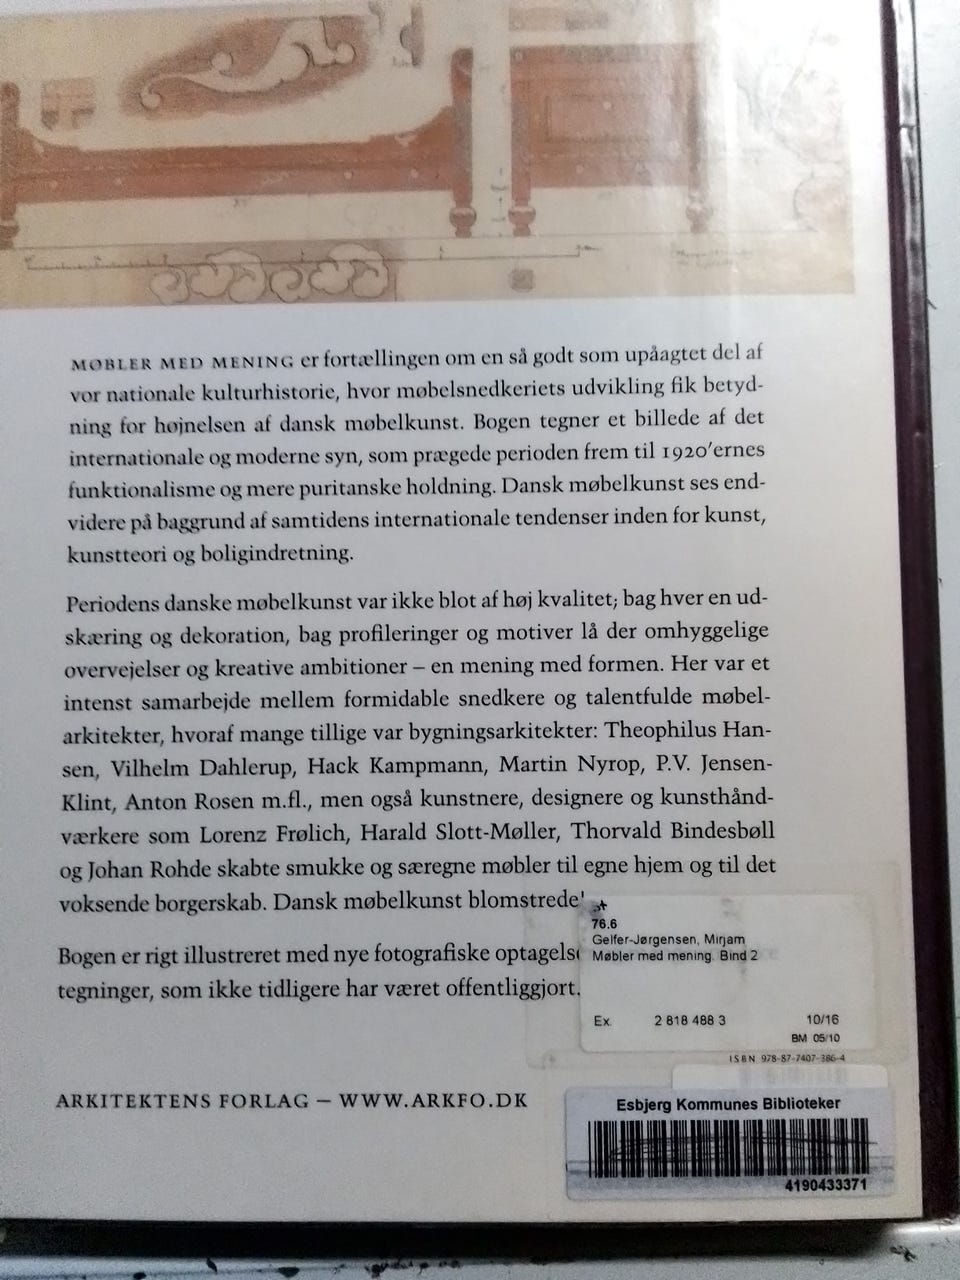 MØBLER MED MENING er fortællingen om en så godt som upåagtet del af
vor nationale kulturhistorie, hvor møbelsnedkeriets udvikling fik betyd-
ning for højnelsen af dansk møbelkunst. Bogen tegner et billede af det
internationale og moderne syn, som prægede perioden frem til 1920'ernes
funktionalisme og mere puritanske holdning. Dansk møbelkunst ses end-
videre på baggrund af samtidens internationale tendenser inden for kunst,
kunstteori og boligindretning.
Periodens danske møbelkunst var ikke blot af høj kvalitet; bag hver en ud-
skæring og dekoration, bag profileringer og motiver lå der omhyggelige
overvejelser og kreative ambitioner – en mening med formen. Her var et
intenst samarbejde mellem formidable snedkere og talentfulde møbel-
arkitekter, hvoraf mange tillige var bygningsarkitekter: Theophilus Han-
sen, Vilhelm Dahlerup, Hack Kampmann, Martin Nyrop, P.V. Jensen-
Klint, Anton Rosen m.fl., men også kunstnere, designere og kunsthånd-
værkere som Lorenz Frølich, Harald Slott-Møller, Thorvald Bindesbøll
og Johan Rohde skabte smukke og særegne møbler til egne hjem og til det
voksende borgerskab. Dansk møbelkunst blomstrede!
Bogen er rigt illustreret med nye fotografiske optagels
tegninger, som ikke tidligere har været offentliggjort.
st
76.6
Gelfer-Jørgensen, Mirjam
Møbler med mening. Bind 2
Ex. 2 818 488 3 10/16
BM 05/10
ISBN 978-87-7407-386-4
ARKITEKTENS FORLAG – WWW.ARKFO.DK
Esbjerg Kommunes Biblioteker
4190433371